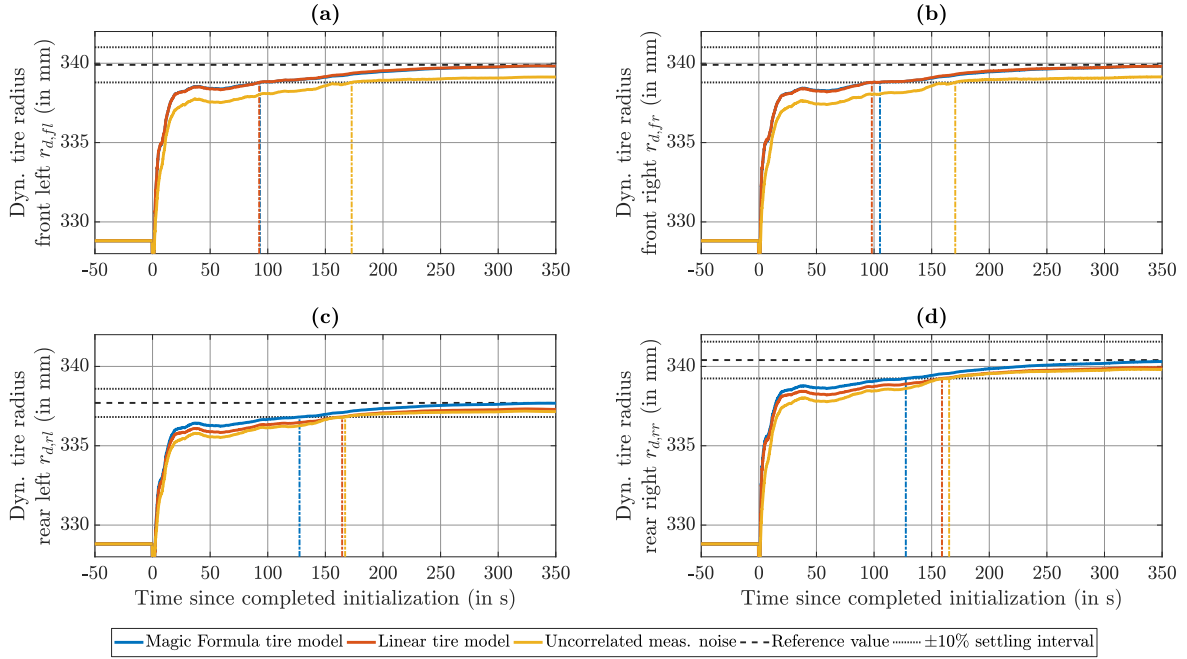 (a)
Dyn. tire radius
front left r_{d,fl} (in mm)
340
335
330
-50 0 50 100 150 200 250 300 350
(b)
Dyn. tire radius
front right r_{d,fr} (in mm)
340
335
330
-50 0 50 100 150 200 250 300 350
(c)
Dyn. tire radius
rear left r_{d,rl} (in mm)
340
335
330
-50 0 50 100 150 200 250 300 350
Time since completed initialization (in s)
(d)
Dyn. tire radius
rear right r_{d,rr} (in mm)
340
335
330
-50 0 50 100 150 200 250 300 350
Time since completed initialization (in s)
Magic Formula tire model Linear tire model Uncorrelated meas. noise Reference value ±10% settling interval